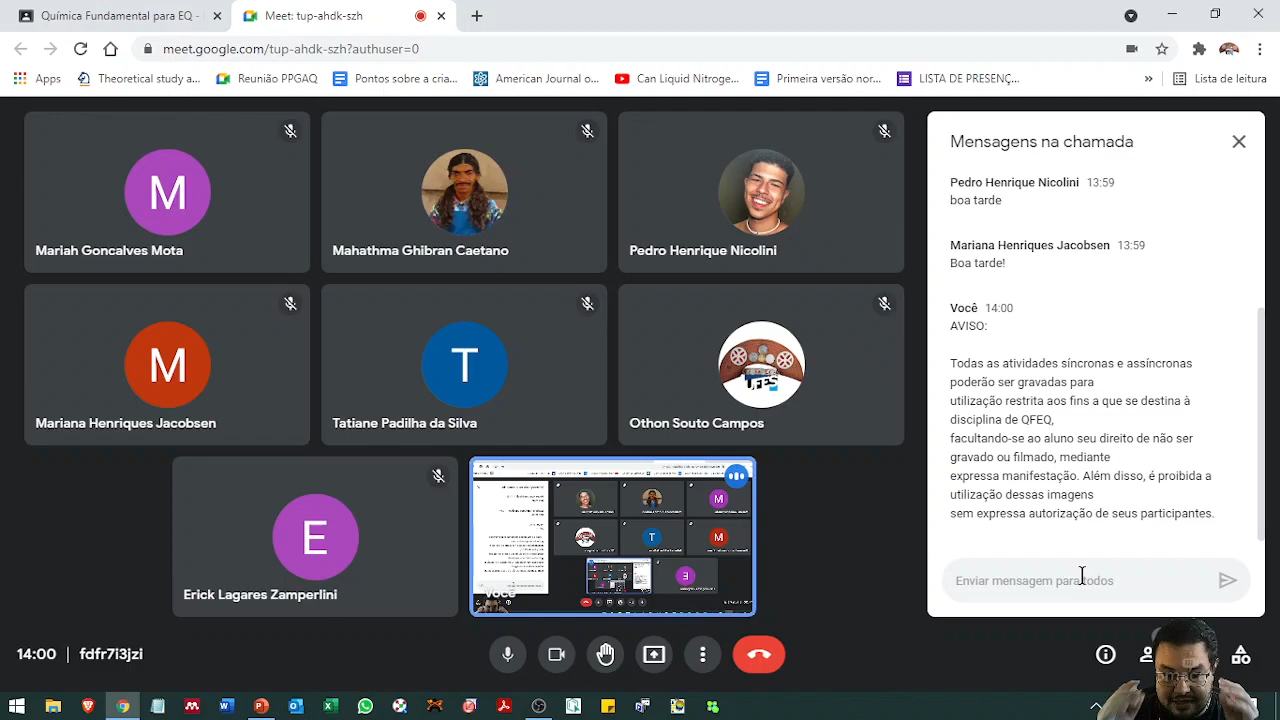 Química Fundamental para EQ -
Meet: tup-ahdk-szh
meet.google.com/tup-ahdk-szh?authuser=0
Apps
Theoretical study a...
Reunião PPGAQ
Pontos sobre a cria...
American Journal o...
Can Liquid Nitroge...
Primeira versão nor...
LISTA DE PRESENÇ...
»
Lista de leitura
M
Mariah Goncalves Mota
Mahathma Ghibran Caetano
Pedro Henrique Nicolini
M
Mariana Henriques Jacobsen
T
Tatiane Padilha da Silva
Othon Souto Campos
E
Erick Lagares Zamperlini
Você
Mensagens na chamada
Pedro Henrique Nicolini 13:59
boa tarde
Mariana Henriques Jacobsen 13:59
Boa tarde!
Você 14:00
AVISO:
Todas as atividades síncronas e assíncronas
poderão ser gravadas para
utilização restrita aos fins a que se destina à
disciplina de QFEQ,
facultando-se ao aluno seu direito de não ser
gravado ou filmado, mediante
expressa manifestação. Além disso, é proibida a
utilização dessas imagens
sem expressa autorização de seus participantes.
Enviar mensagem para todos
14:00 | fdfr7i3jzi